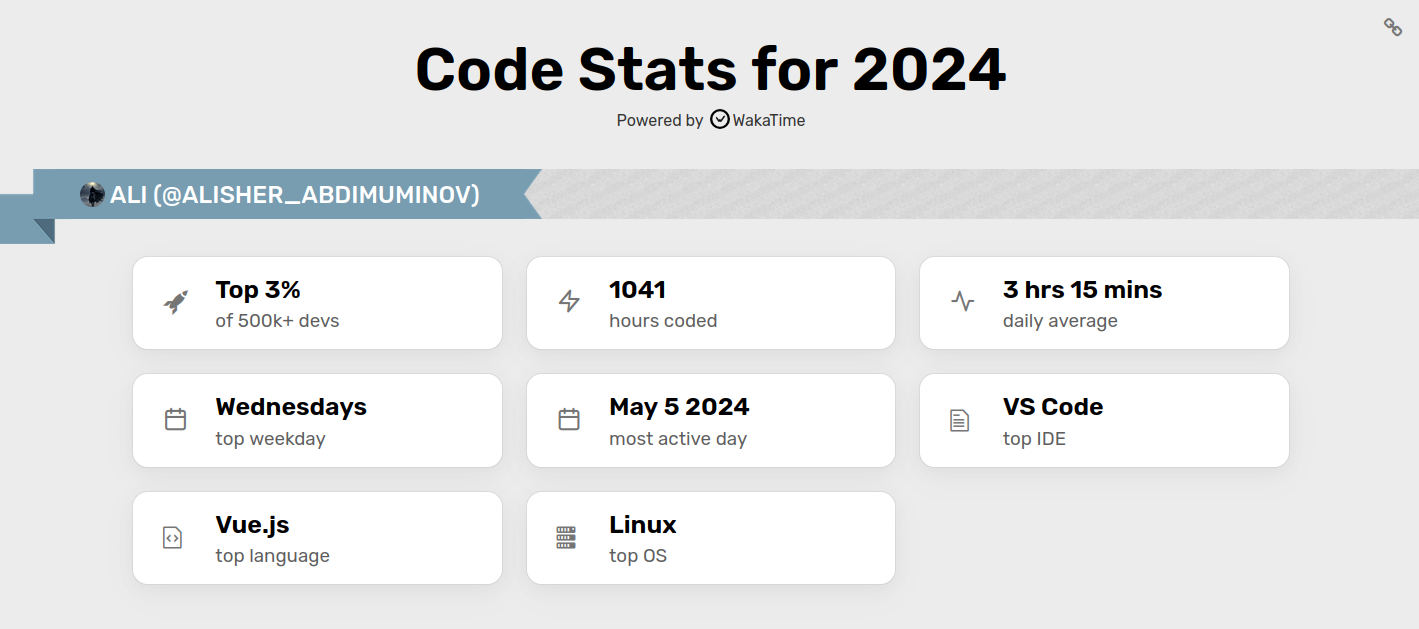 Code Stats for 2024
Powered by WakaTime
ALI (@ALISHER_ABDIMUMINOV)
Top 3%
of 500k+ devs
1041
hours coded
3 hrs 15 mins
daily average
Wednesdays
top weekday
May 5 2024
most active day
VS Code
top IDE
Vue.js
top language
Linux
top OS